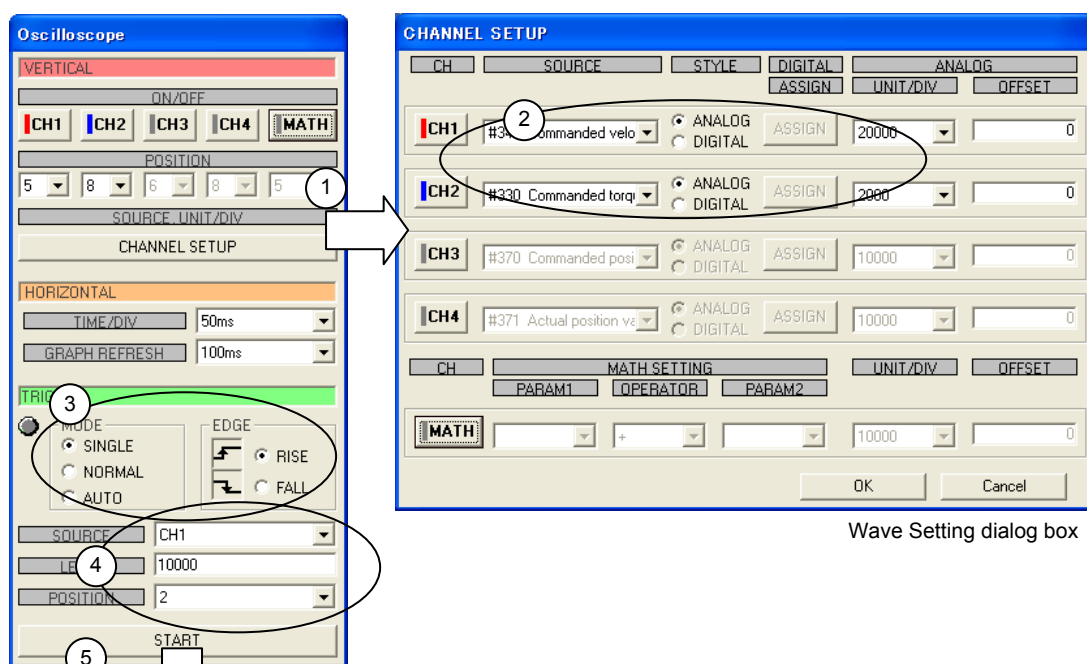 Oscilloscope
VERTICAL
ON/OFF
CH1 CH2 CH3 CH4 MATH
POSITION
5 8 6 8 5
1
SOURCE, UNIT/DIV
CHANNEL SETUP
HORIZONTAL
TIME/DIV 50ms
GRAPH REFRESH 100ms
3
MODE EDGE
SINGLE
NORMAL
AUTO
RISE
FALL
SOURCE CH1
4
10000
POSITION 2
START
5
CHANNEL SETUP
CH SOURCE STYLE DIGITAL ANALOG
ASSIGN UNIT/DIV OFFSET
2
CH1 velo ANALOG DIGITAL ASSIGN 20000 0
CH2 #330 Commanded torq ANALOG DIGITAL ASSIGN 2000 0
CH3 #370 Commanded posi ANALOG DIGITAL ASSIGN 10000 0
CH4 #371 Actual position va ANALOG DIGITAL ASSIGN 10000 0
CH MATH SETTING UNIT/DIV OFFSET
PARAM1 OPERATOR PARAM2
MATH + 10000 0
OK Cancel
Wave Setting dialog box